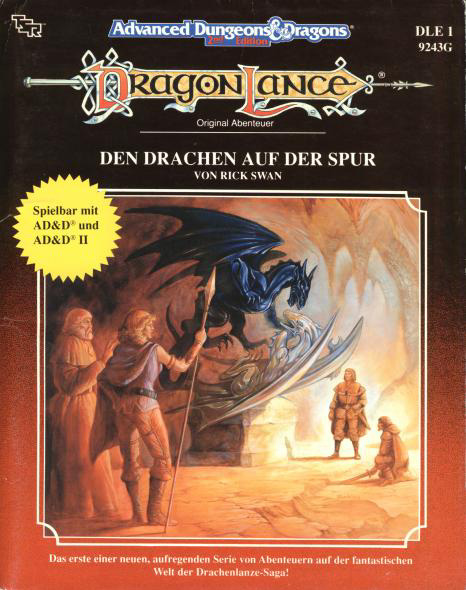 TSR
Advanced Dungeons & Dragons®
2nd Edition
DLE 1
9243G
DRAGONLANCE®
Original Abenteuer
DEN DRACHEN AUF DER SPUR
VON RICK SWAN
Spielbar mit
AD&D® und
AD&D® II
Das erste einer neuen, aufregenden Serie von Abenteuern auf der fantastischen
Welt der Drachenlanze-Saga!